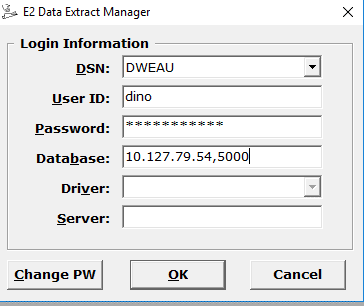 E2 Data Extract Manager
Login Information
DSN: DWEAU
User ID: dino
Password: ***********
Database: 10.127.79.54,5000
Driver:
Server:
Change PW OK Cancel